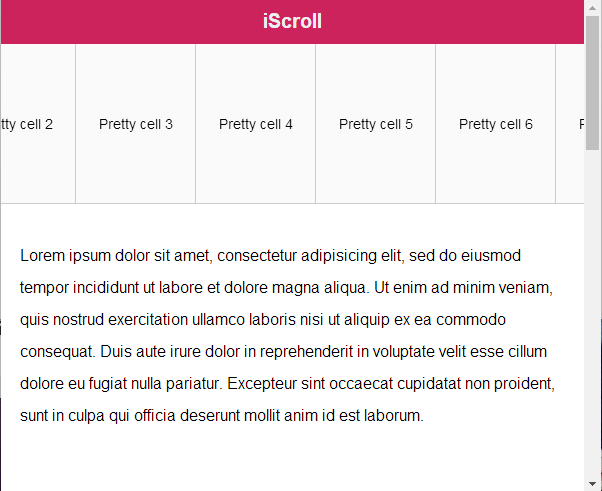 iScroll
tty cell 2 Pretty cell 3 Pretty cell 4 Pretty cell 5 Pretty cell 6
Lorem ipsum dolor sit amet, consectetur adipisicing elit, sed do eiusmod
tempor incididunt ut labore et dolore magna aliqua. Ut enim ad minim veniam,
quis nostrud exercitation ullamco laboris nisi ut aliquip ex ea commodo
consequat. Duis aute irure dolor in reprehenderit in voluptate velit esse cillum
dolore eu fugiat nulla pariatur. Excepteur sint occaecat cupidatat non proident,
sunt in culpa qui officia deserunt mollit anim id est laborum.